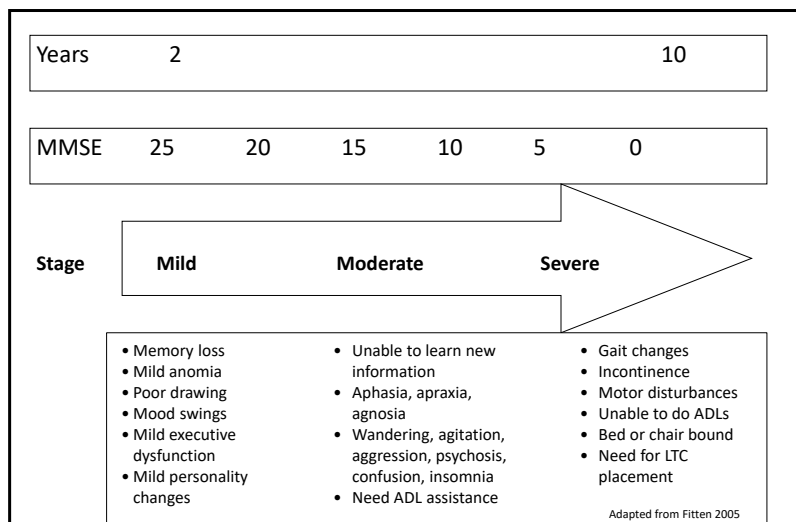 Years 2 10
MMSE 25 20 15 10 5 0
Stage Mild Moderate Severe
• Memory loss
• Mild anomia
• Poor drawing
• Mood swings
• Mild executive
dysfunction
• Mild personality
changes
• Unable to learn new
information
• Aphasia, apraxia,
agnosia
• Wandering, agitation,
aggression, psychosis,
confusion, insomnia
• Need ADL assistance
• Gait changes
• Incontinence
• Motor disturbances
• Unable to do ADLs
• Bed or chair bound
• Need for LTC
placement
Adapted from Fitten 2005